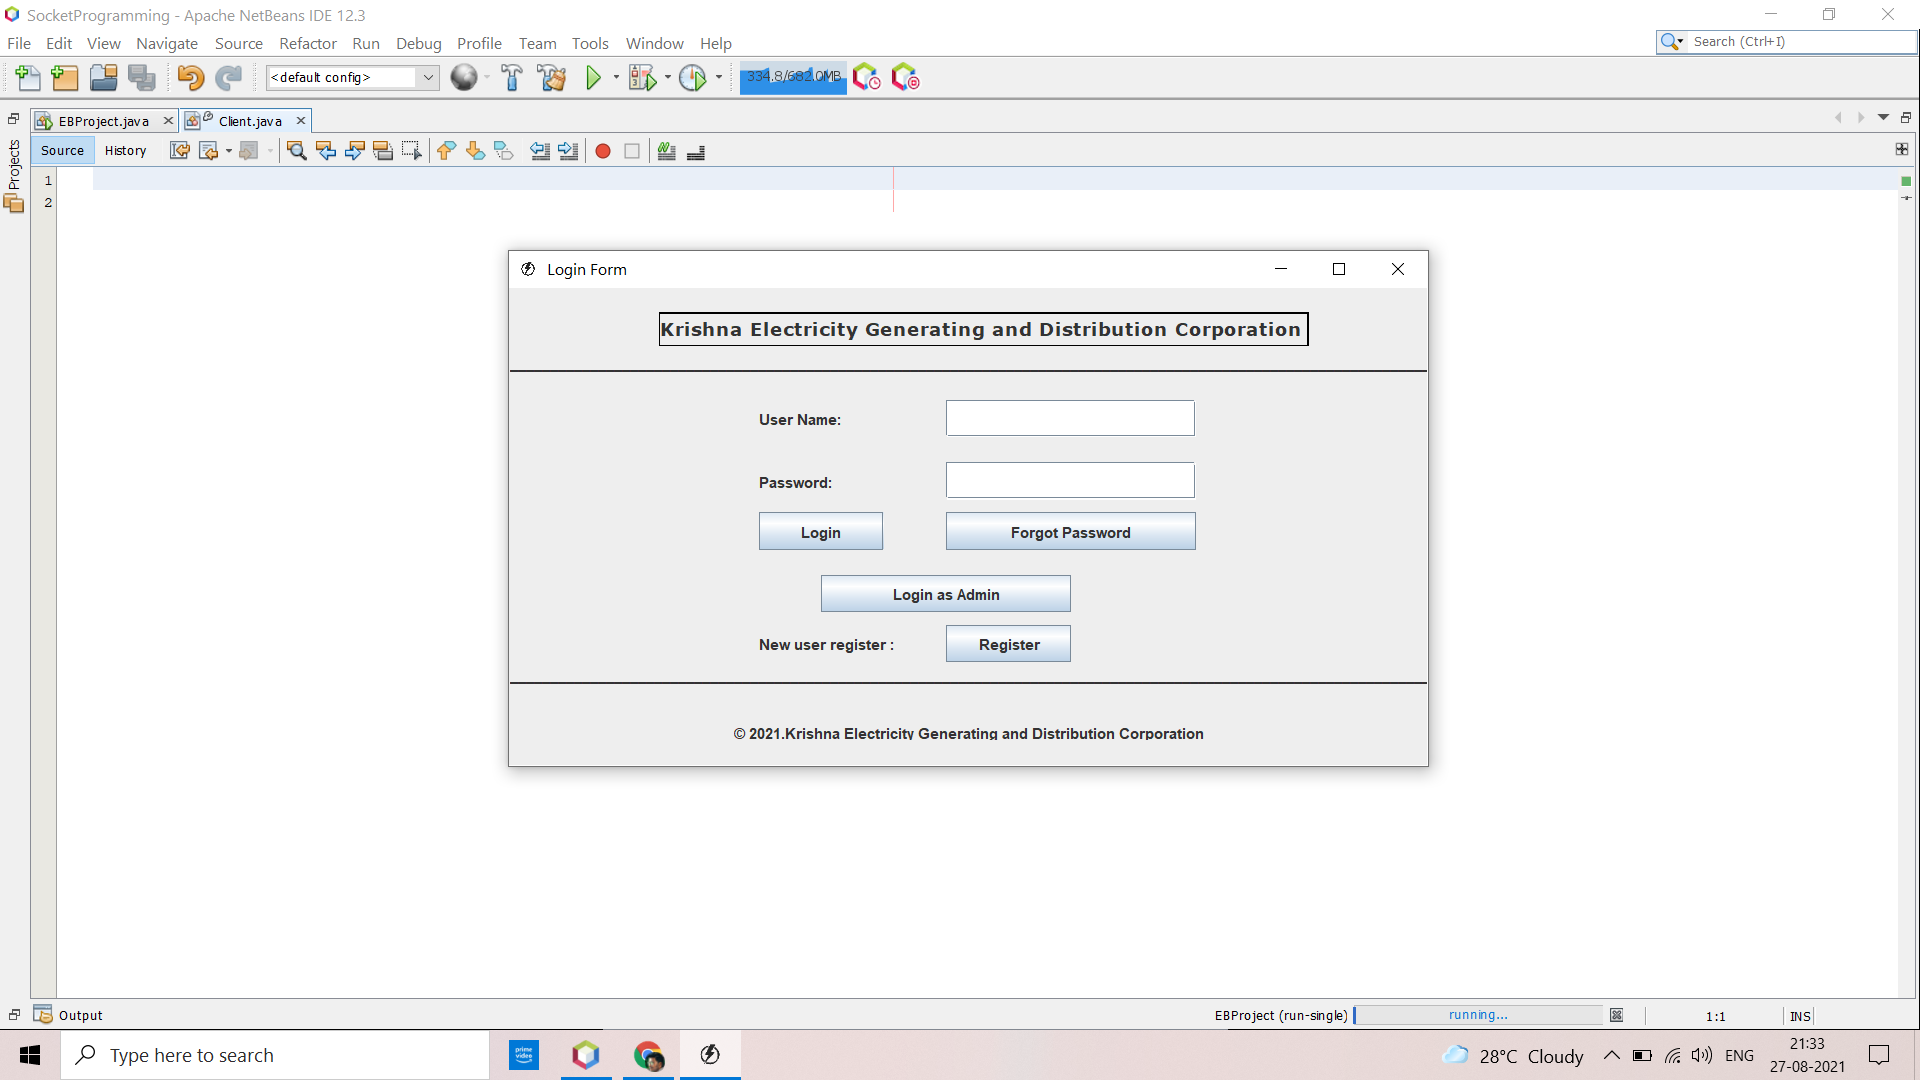 SocketProgramming - Apache NetBeans IDE 12.3
File Edit View Navigate Source Refactor Run Debug Profile Team Tools Window Help
Search (Ctrl+I)
<default config>
334.8/682.0MB
EBProject.java
Client.java
Projects
Source History
1
2
Login Form
Krishna Electricity Generating and Distribution Corporation
User Name:
Password:
Login
Forgot Password
Login as Admin
New user register :
Register
© 2021.Krishna Electricity Generating and Distribution Corporation
Output
EBProject (run-single)
running...
1:1
INS
Type here to search
prime video
28°C Cloudy
ENG
21:33
27-08-2021